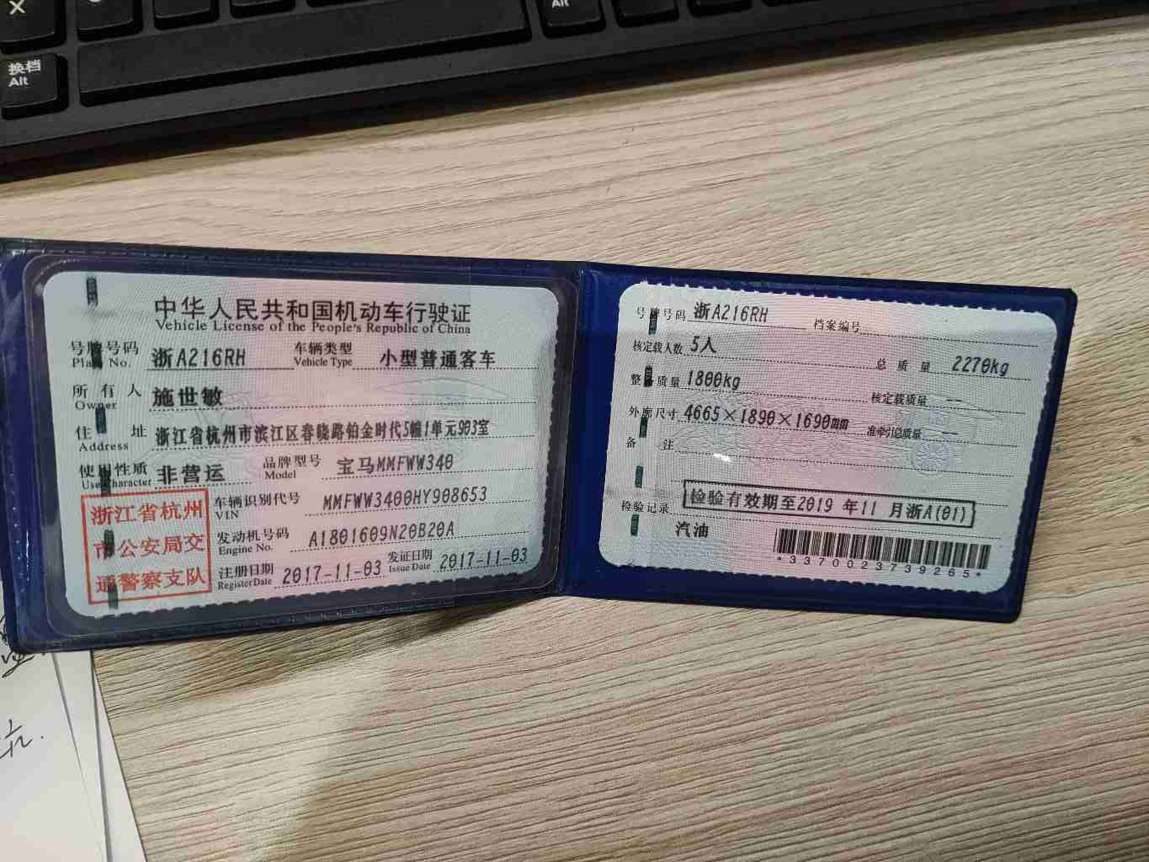 换档
Alt
Alt
中华人民共和国机动车行驶证
Vehicle License of the People's Republic of China
号牌号码 浙A216RH 车辆类型 小型普通客车
Plate No. Vehicle Type
所有人 施世敏
Owner
住址 浙江省杭州市滨江区春晓路铂金时代5幢1单元903室
Address
使用性质 非营运 品牌型号 宝马MMFWW340
Use Character Model
浙江省杭州
市公安局交
通警察支队
车辆识别代号 MMFWW3400HY908653
VIN
发动机号码 A1801609N20B20A
Engine No.
注册日期 2017-11-03 发证日期 2017-11-03
Register Date Issue Date
号牌号码 浙A216RH 档案编号
核定载人数 5人 总质量 2270kg
整备质量 1800kg 核定载质量 —
外廓尺寸 4665×1890×1690mm 准牵引总质量 —
备注
检验记录 检验有效期至2019 年11 月浙A(01)
汽油
*3370023739265*